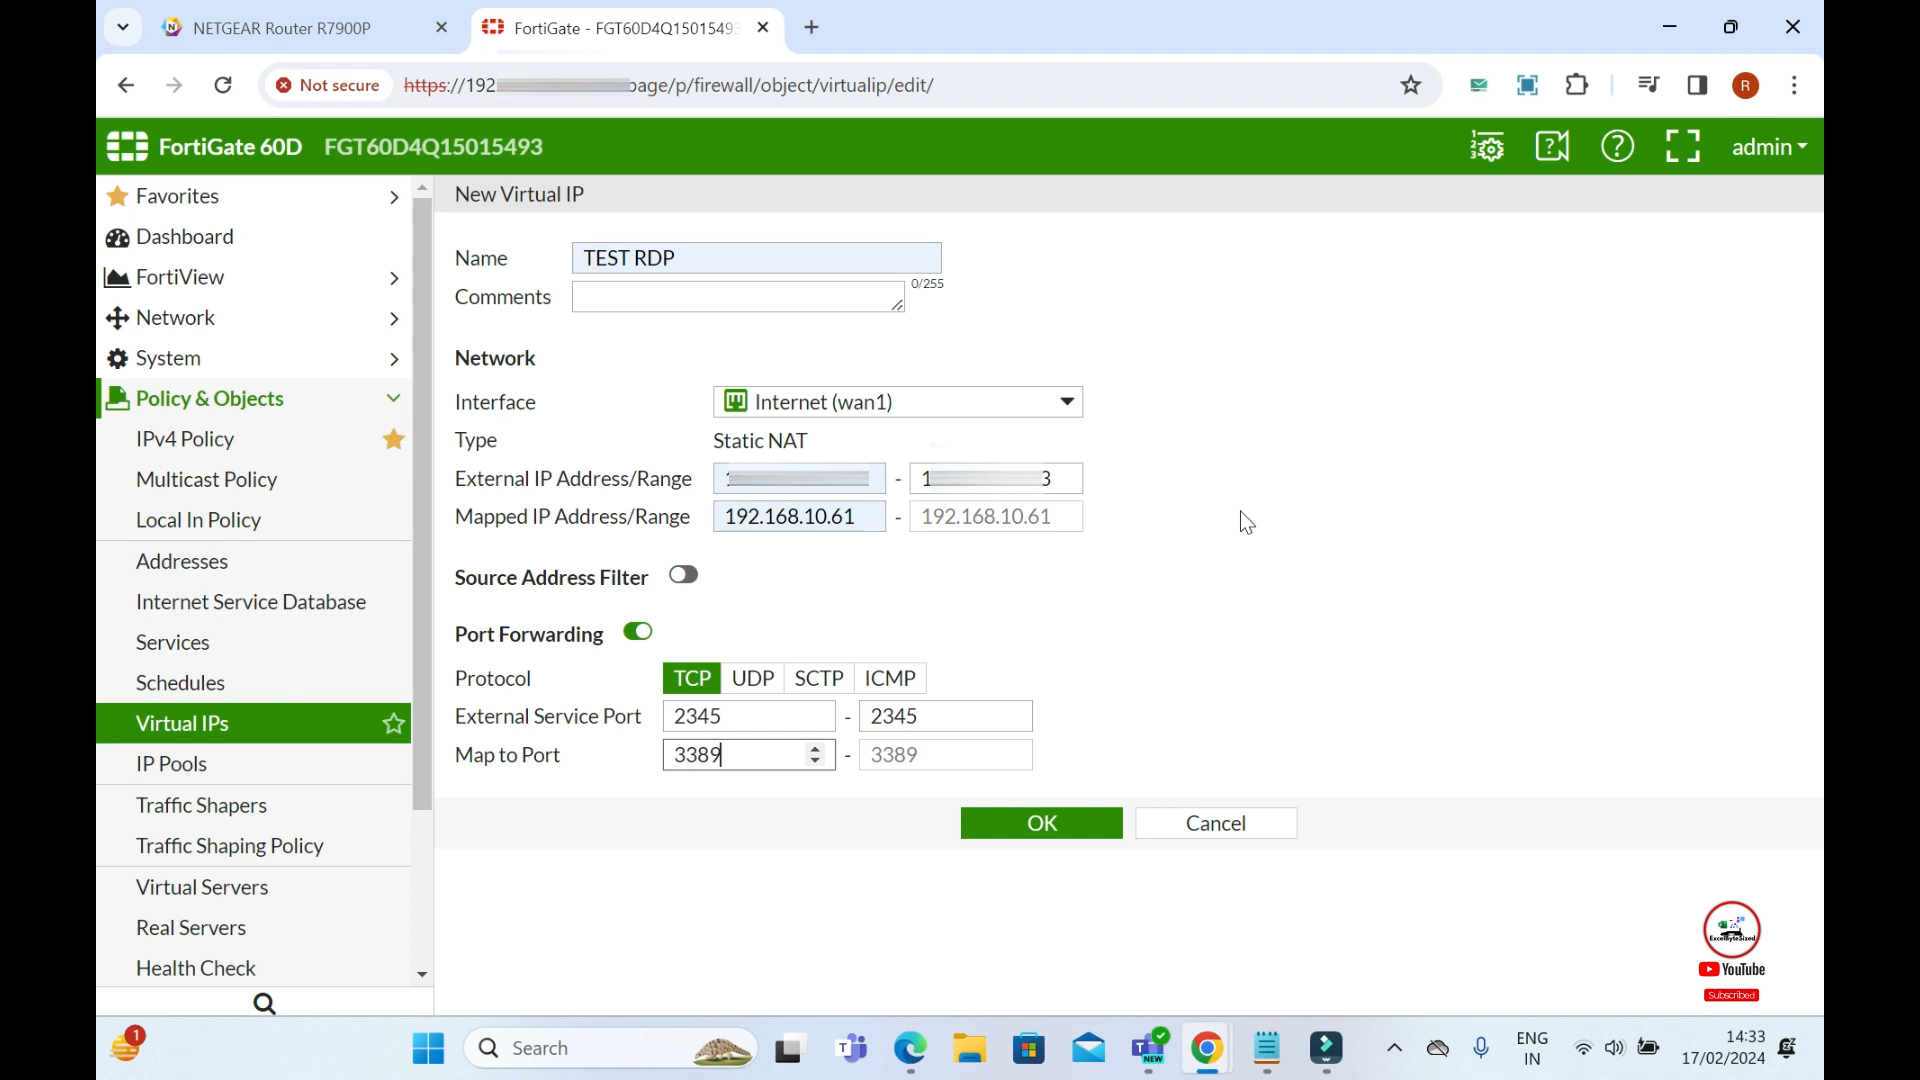 NETGEAR Router R7900P
FortiGate - FGT60D4Q15015493
Not secure https://192 page/p/firewall/object/virtualip/edit/
R
FortiGate 60D FGT60D4Q15015493
admin
Favorites
Dashboard
FortiView
Network
System
Policy & Objects
IPv4 Policy
Multicast Policy
Local In Policy
Addresses
Internet Service Database
Services
Schedules
Virtual IPs
IP Pools
Traffic Shapers
Traffic Shaping Policy
Virtual Servers
Real Servers
Health Check
New Virtual IP
Name TEST RDP
Comments 0/255
Network
Interface Internet (wan1)
Type Static NAT
External IP Address/Range - 1 3
Mapped IP Address/Range 192.168.10.61 - 192.168.10.61
Source Address Filter
Port Forwarding
Protocol TCP UDP SCTP ICMP
External Service Port 2345 - 2345
Map to Port 3389 - 3389
OK Cancel
ExcelByteSized
YouTube
Subscribed
1
Search
T
T NEW
ENG
IN
14:33
17/02/2024